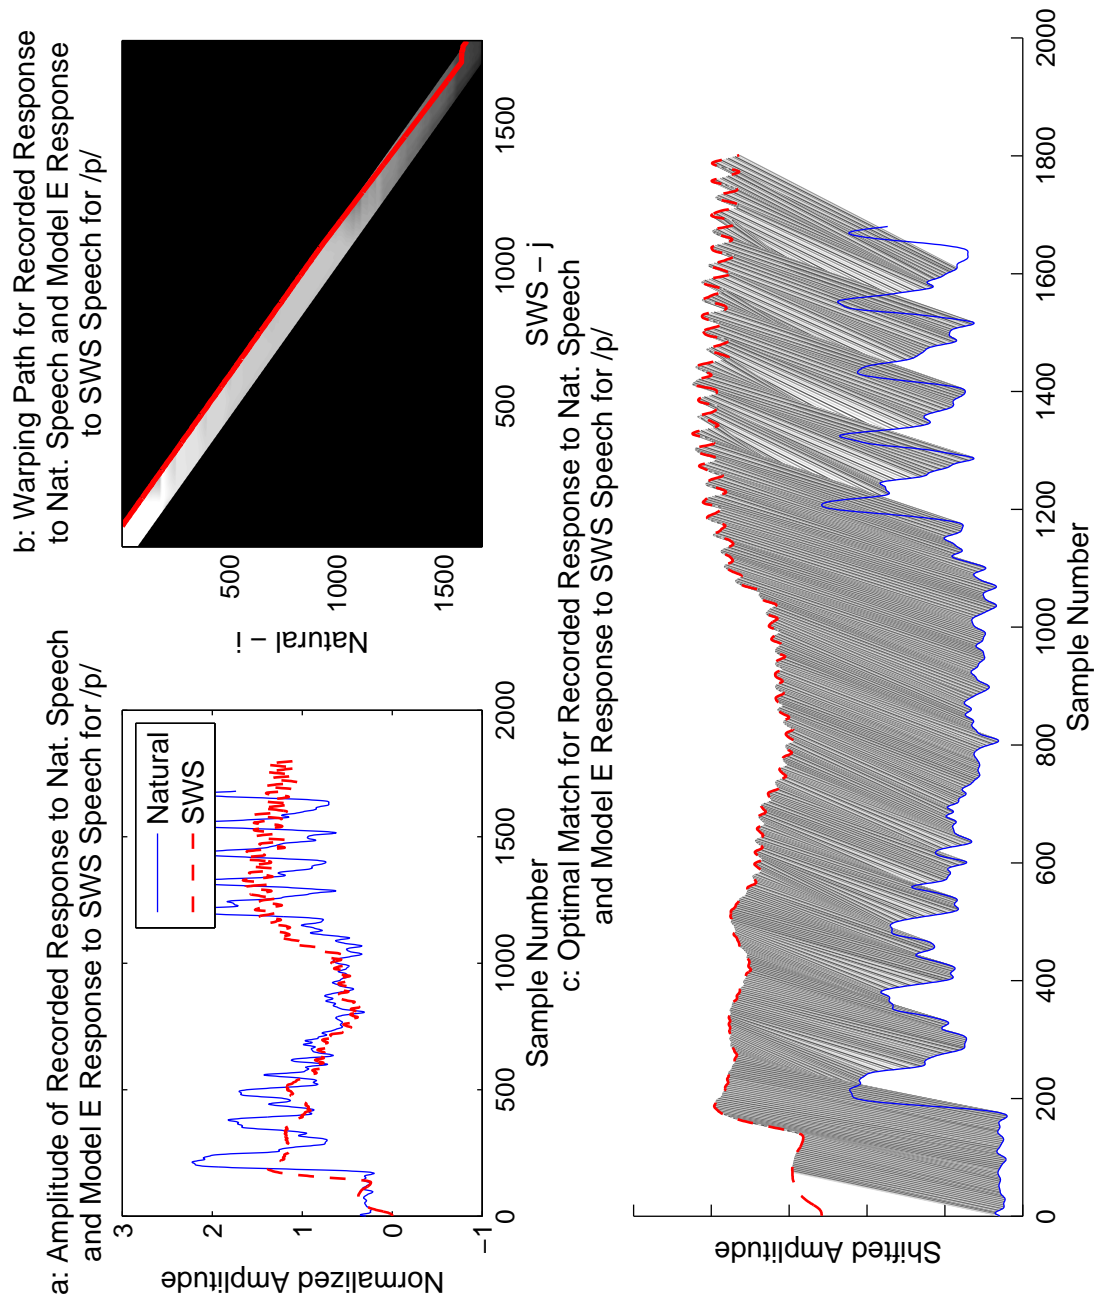 a: Amplitude of Recorded Response to Nat. Speech
and Model E Response to SWS Speech for /p/
3
2
1
0
−1
Normalized Amplitude
0
500
1000
1500
2000
Sample Number
Natural
SWS
b: Warping Path for Recorded Response
to Nat. Speech and Model E Response
to SWS Speech for /p/
Natural − i
500
1000
1500
500
1000
1500
SWS − j
c: Optimal Match for Recorded Response to Nat. Speech
and Model E Response to SWS Speech for /p/
Shifted Amplitude
0
200
400
600
800
1000
1200
1400
1600
1800
2000
Sample Number